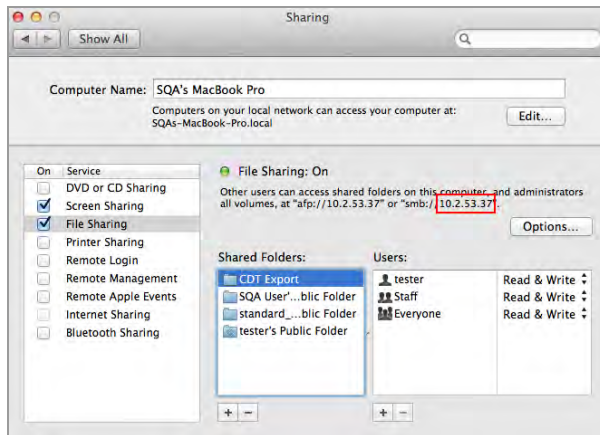 Sharing
Show All
Computer Name: SQA's MacBook Pro
Computers on your local network can access your computer at:
SQAs-MacBook-Pro.local
Edit...
On Service
DVD or CD Sharing
Screen Sharing
File Sharing
Printer Sharing
Remote Login
Remote Management
Remote Apple Events
Internet Sharing
Bluetooth Sharing
File Sharing: On
Other users can access shared folders on this computer, and administrators
all volumes, at "afp://10.2.53.37" or "smb://10.2.53.37".
Options...
Shared Folders:
CDT Export
SQA User'...blic Folder
standard_...blic Folder
tester's Public Folder
+ −
Users:
tester Read & Write
Staff Read & Write
Everyone Read & Write
+ −